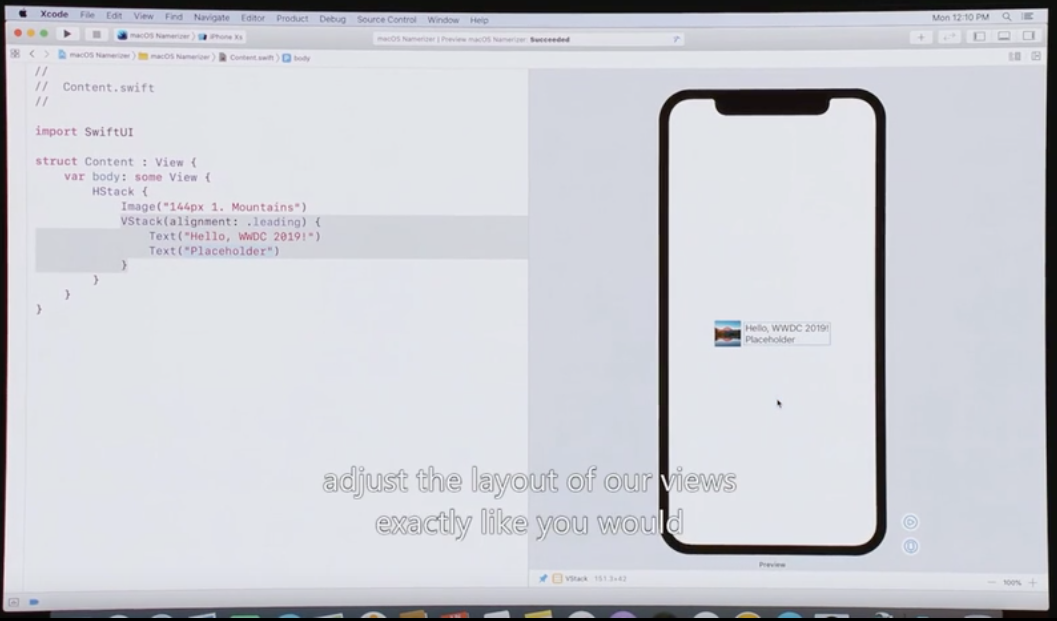 Xcode File Edit View Find Navigate Editor Product Debug Source Control Window Help Mon 12:10 PM
macOS Namerizer iPhone Xs macOS Namerizer | Preview macOS Namerizer: Succeeded
macOS Namerizer macOS Namerizer Content.swift body
//
// Content.swift
//
import SwiftUI
struct Content : View {
var body: some View {
HStack {
Image("144px 1. Mountains")
VStack(alignment: .leading) {
Text("Hello, WWDC 2019!")
Text("Placeholder")
}
}
}
}
Hello, WWDC 2019!
Placeholder
adjust the layout of our views
exactly like you would
Preview
VStack 151.3×42 100%